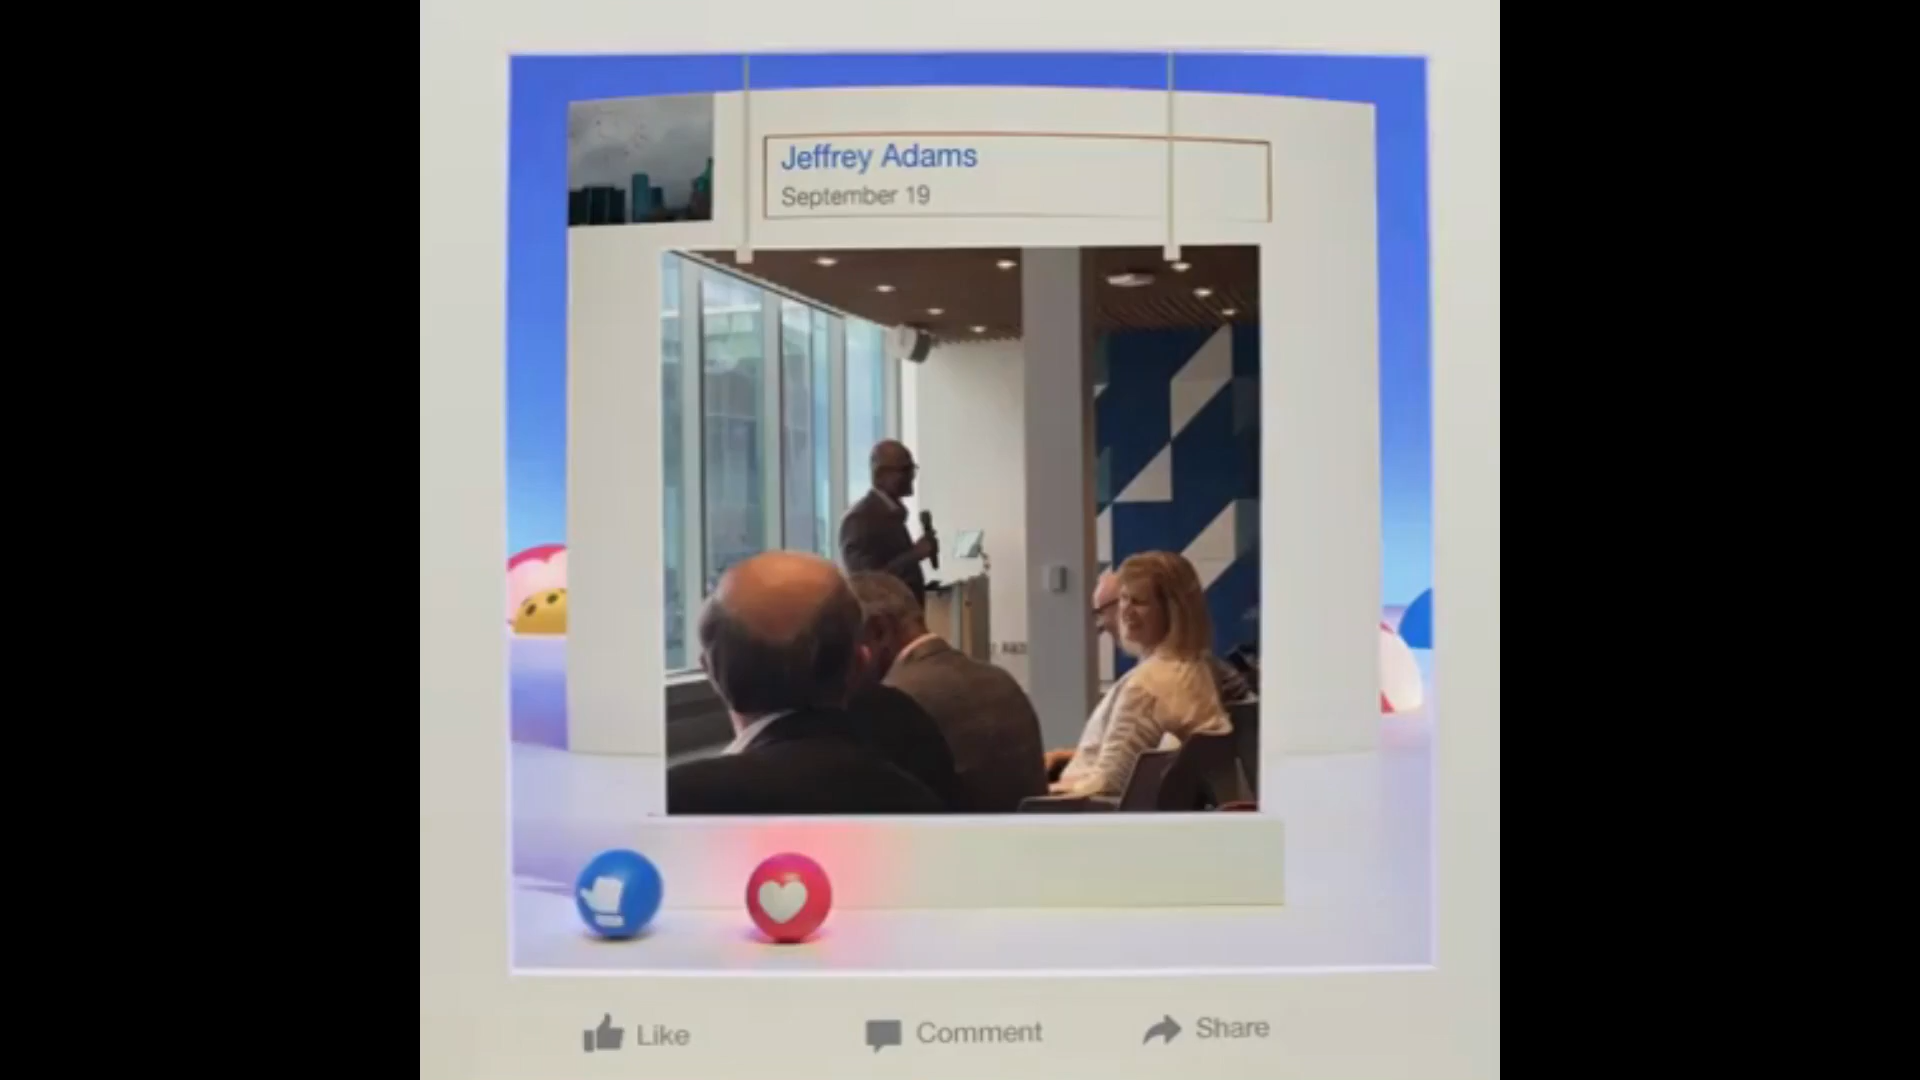 Jeffrey Adams
September 19
Like
Comment
Share